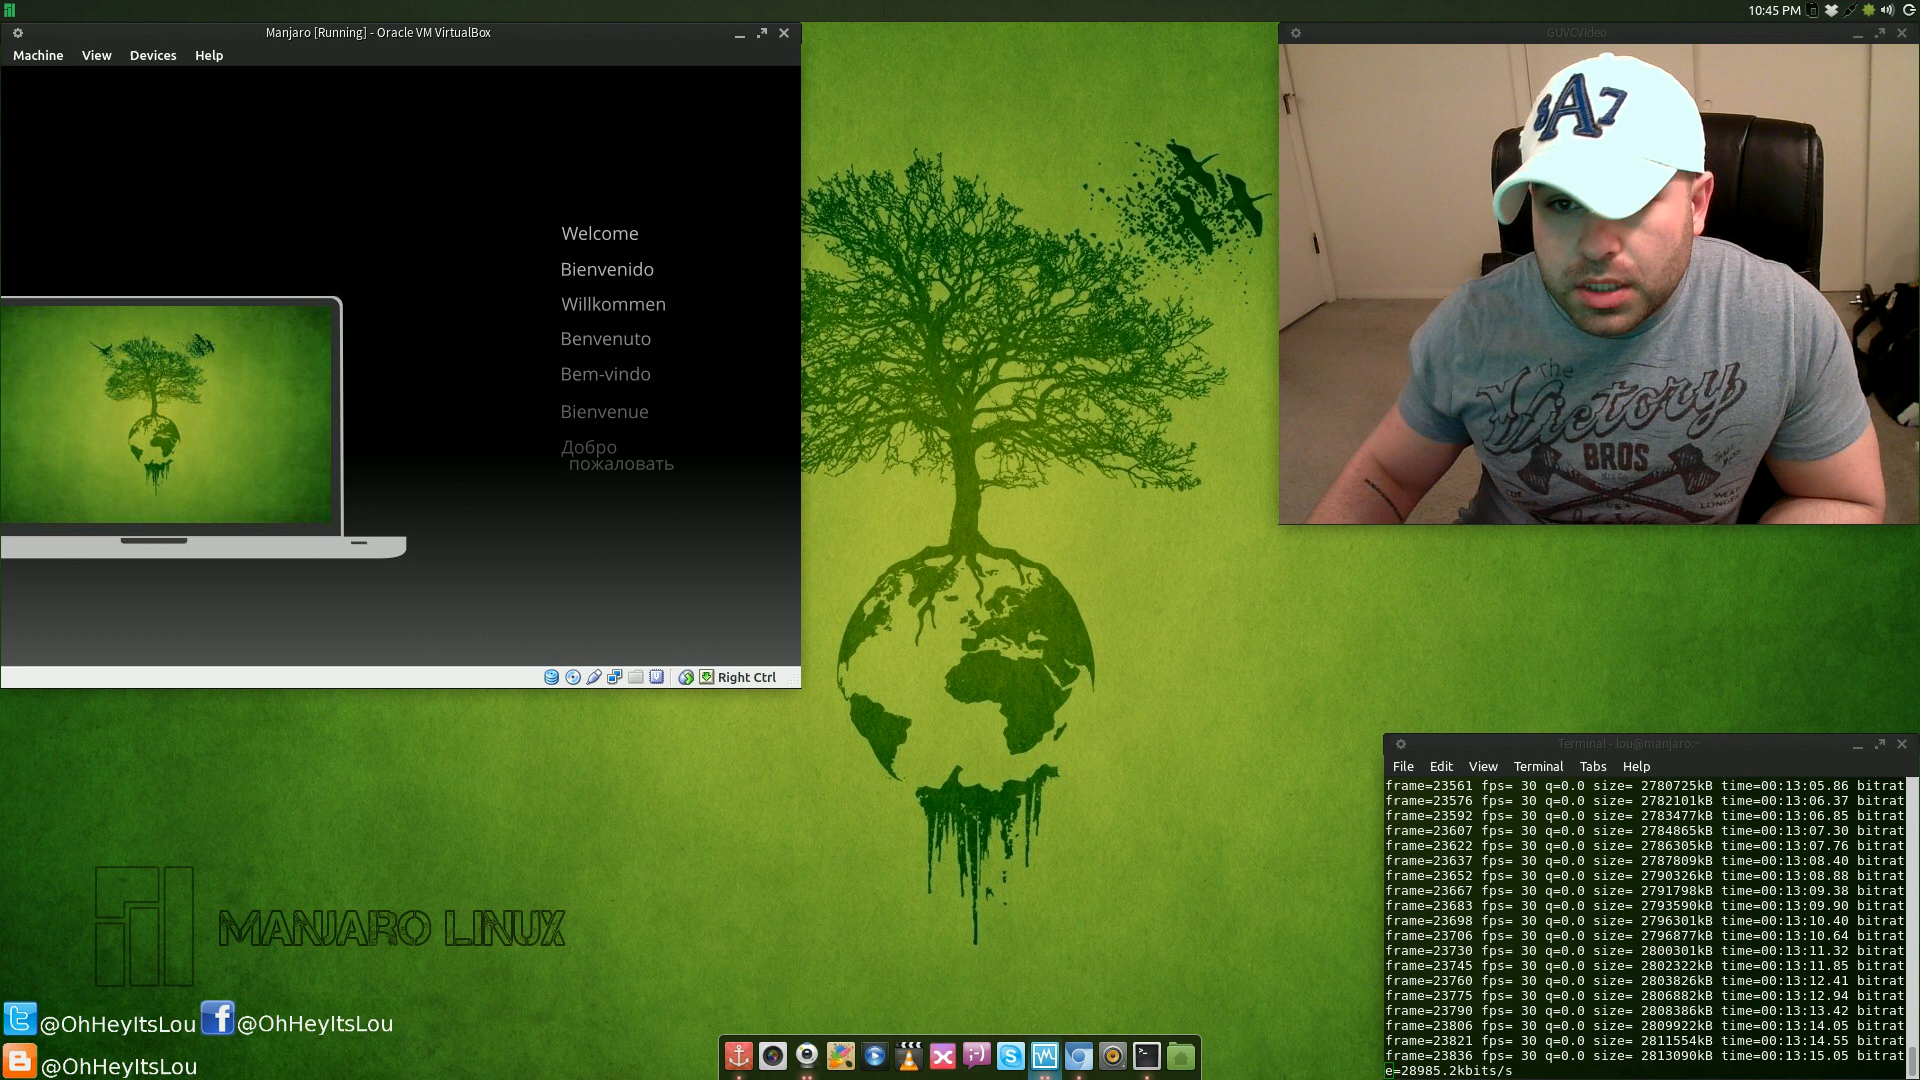 10:45 PM
Manjaro [Running] - Oracle VM VirtualBox
Machine View Devices Help
Welcome
Bienvenido
Willkommen
Benvenuto
Bem-vindo
Bienvenue
Добро
пожаловать
Right Ctrl
GUVCVideo
6A7
The
Victory
BROS
MANJARO LINUX
@OhHeyItsLou @OhHeyItsLou
@OhHeyItsLou
Terminal - lou@manjaro:~
File Edit View Terminal Tabs Help
frame=23561 fps= 30 q=0.0 size= 2780725kB time=00:13:05.86 bitrat
frame=23576 fps= 30 q=0.0 size= 2782101kB time=00:13:06.37 bitrat
frame=23592 fps= 30 q=0.0 size= 2783477kB time=00:13:06.85 bitrat
frame=23607 fps= 30 q=0.0 size= 2784865kB time=00:13:07.30 bitrat
frame=23622 fps= 30 q=0.0 size= 2786305kB time=00:13:07.76 bitrat
frame=23637 fps= 30 q=0.0 size= 2787809kB time=00:13:08.40 bitrat
frame=23652 fps= 30 q=0.0 size= 2790326kB time=00:13:08.88 bitrat
frame=23667 fps= 30 q=0.0 size= 2791798kB time=00:13:09.38 bitrat
frame=23683 fps= 30 q=0.0 size= 2793590kB time=00:13:09.90 bitrat
frame=23698 fps= 30 q=0.0 size= 2796301kB time=00:13:10.40 bitrat
frame=23706 fps= 30 q=0.0 size= 2796877kB time=00:13:10.64 bitrat
frame=23730 fps= 30 q=0.0 size= 2800301kB time=00:13:11.32 bitrat
frame=23745 fps= 30 q=0.0 size= 2802322kB time=00:13:11.85 bitrat
frame=23760 fps= 30 q=0.0 size= 2803826kB time=00:13:12.41 bitrat
frame=23775 fps= 30 q=0.0 size= 2806882kB time=00:13:12.94 bitrat
frame=23790 fps= 30 q=0.0 size= 2808386kB time=00:13:13.42 bitrat
frame=23806 fps= 30 q=0.0 size= 2809922kB time=00:13:14.05 bitrat
frame=23821 fps= 30 q=0.0 size= 2811554kB time=00:13:14.55 bitrat
frame=23836 fps= 30 q=0.0 size= 2813090kB time=00:13:15.05 bitrat
e=28985.2kbits/s